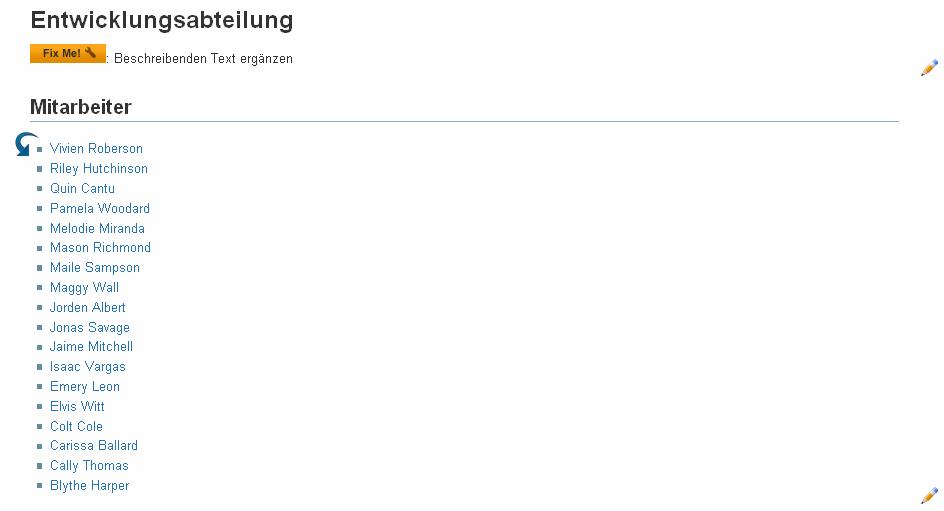 Entwicklungsabteilung
Fix Me! : Beschreibenden Text ergänzen
Mitarbeiter
Vivien Roberson
Riley Hutchinson
Quin Cantu
Pamela Woodard
Melodie Miranda
Mason Richmond
Maile Sampson
Maggy Wall
Jorden Albert
Jonas Savage
Jaime Mitchell
Isaac Vargas
Emery Leon
Elvis Witt
Colt Cole
Carissa Ballard
Cally Thomas
Blythe Harper